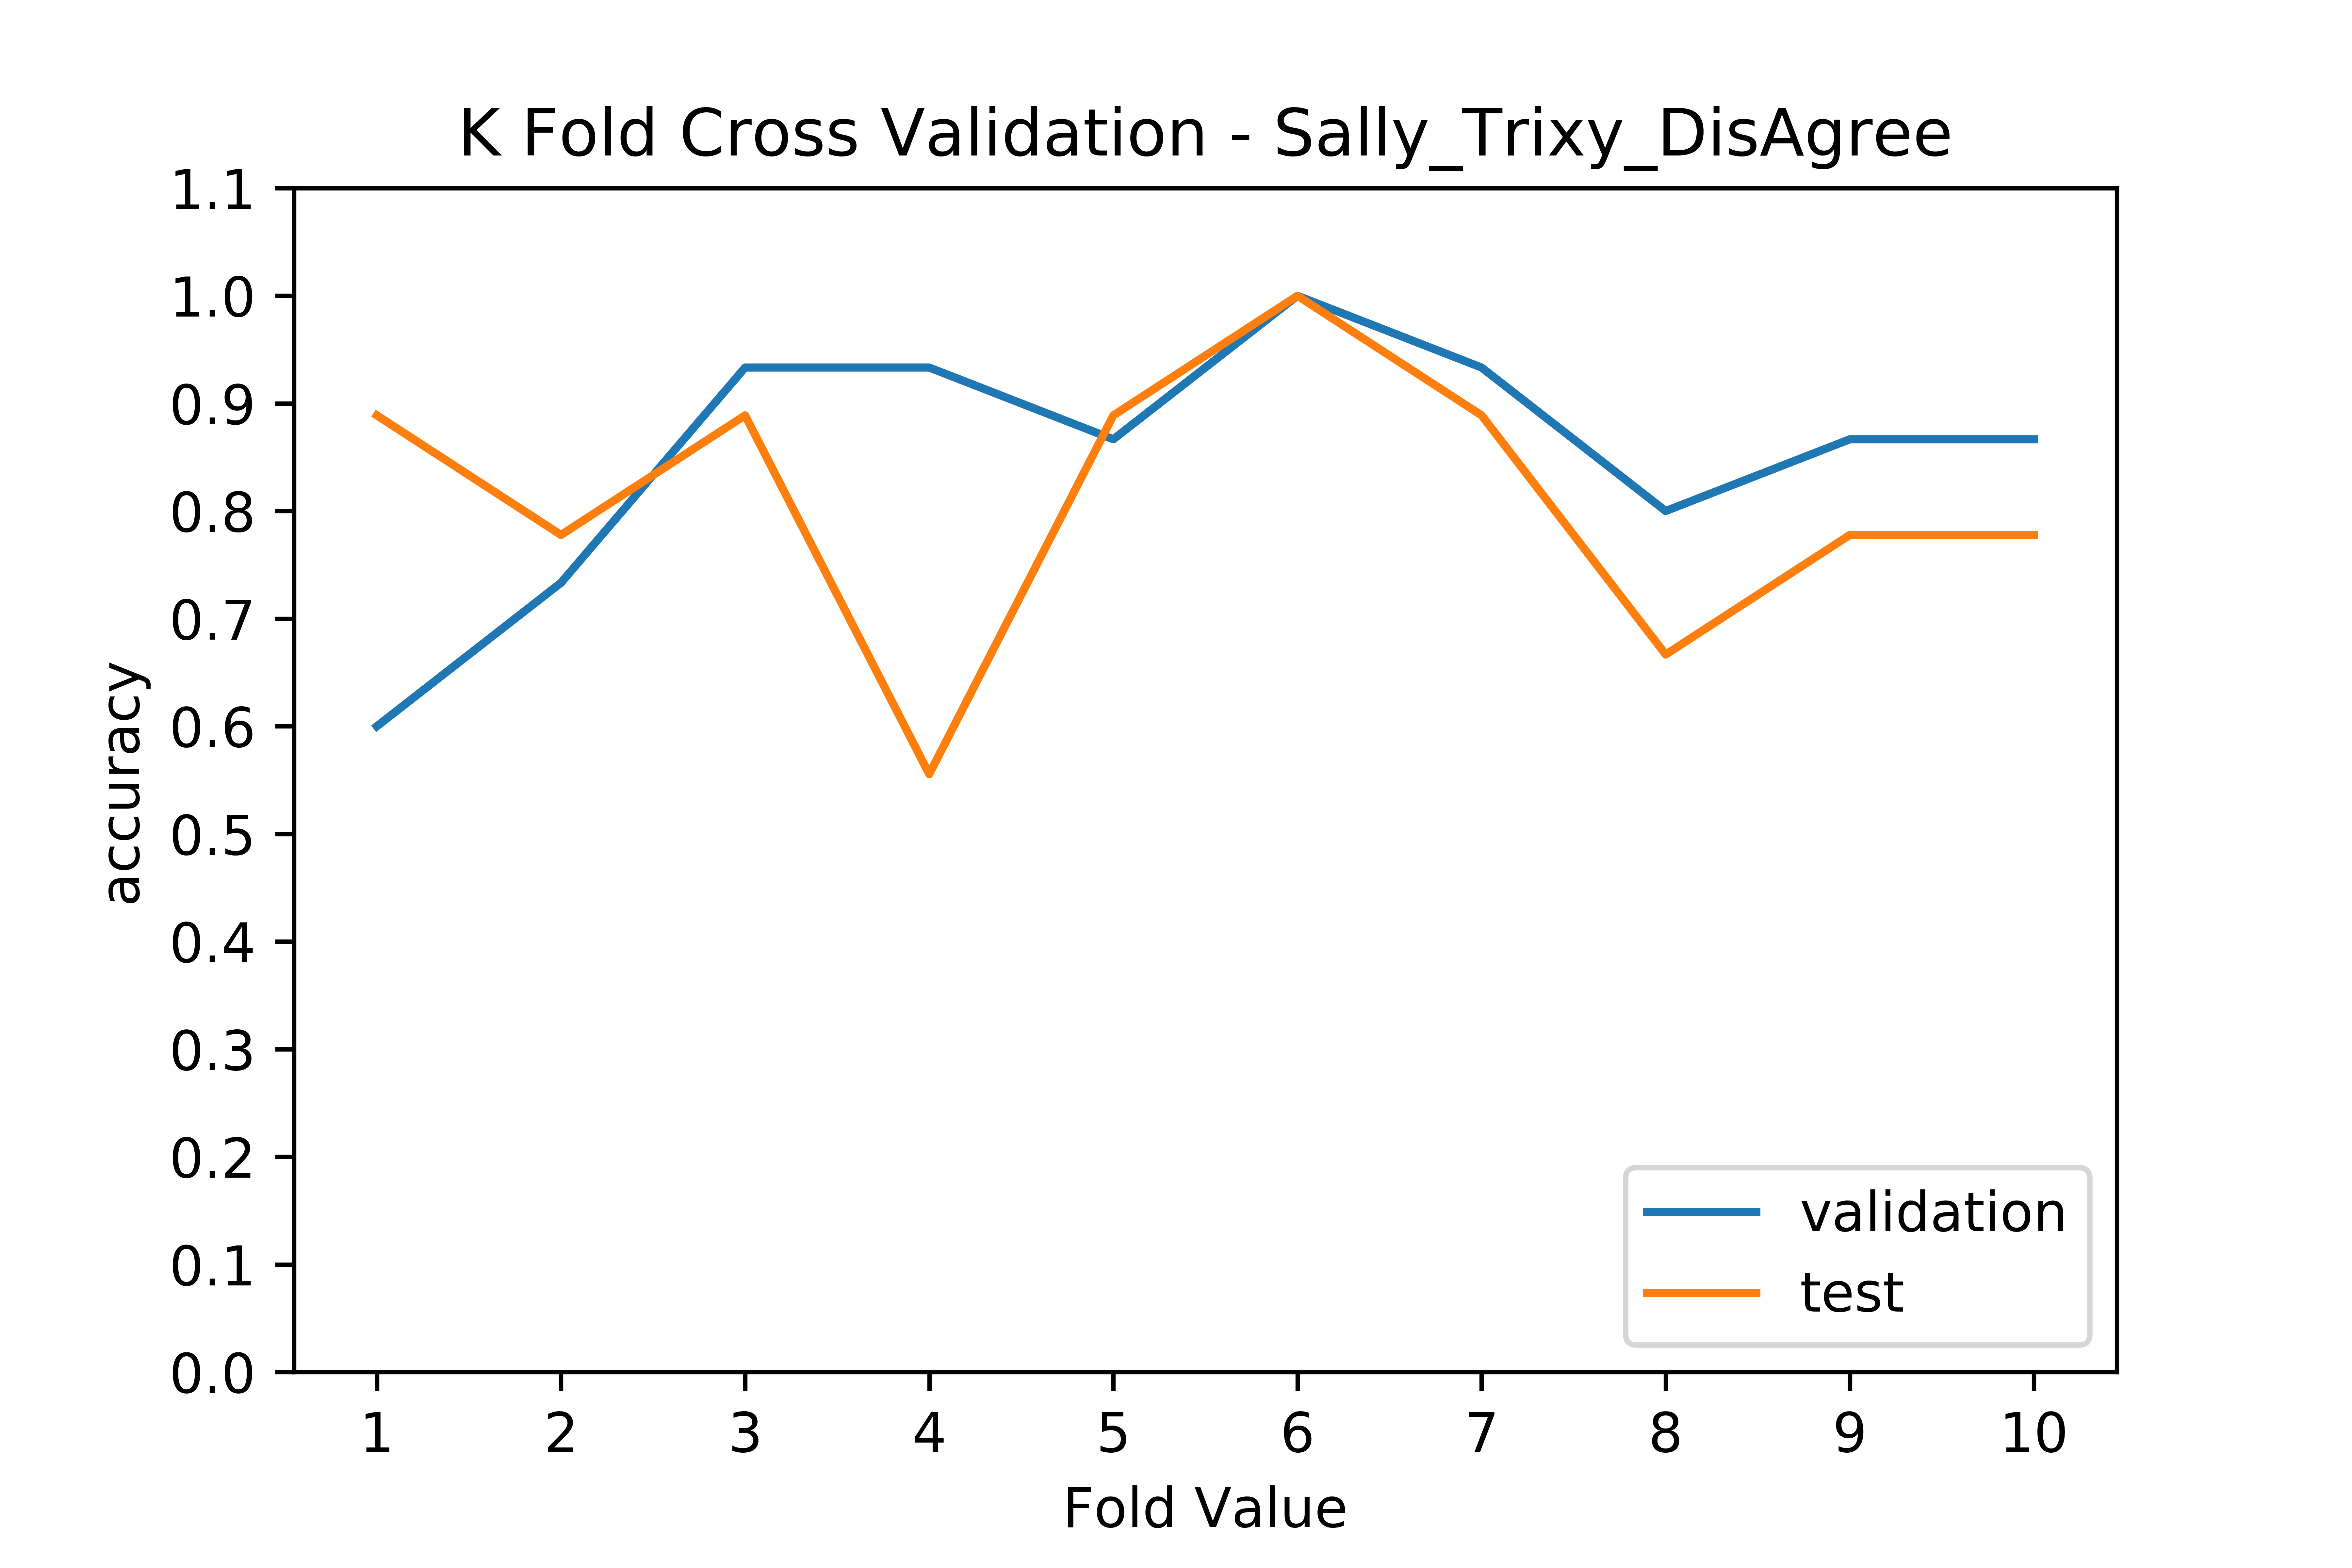 K Fold Cross Validation - Sally_Trixy_DisAgree
1.1
1.0
0.9
0.8
0.7
0.6
0.5
0.4
0.3
0.2
0.1
0.0
accuracy
validation
test
1 2 3 4 5 6 7 8 9 10
Fold Value